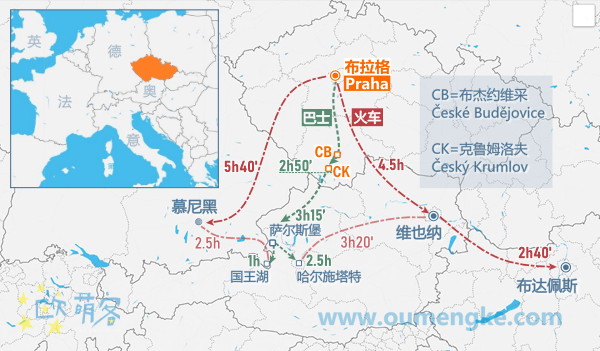 英
德
法
奥
意
布拉格
Praha
巴士
火车
CB=布杰约维采
České Budějovice
CK=克鲁姆洛夫
Český Krumlov
CB
CK
5h40'
2h50'
4.5h
慕尼黑
3h15'
2.5h
萨尔斯堡
3h20'
维也纳
1h
2.5h
2h40'
国王湖
哈尔施塔特
布达佩斯
欧萌客
www.oumengke.com